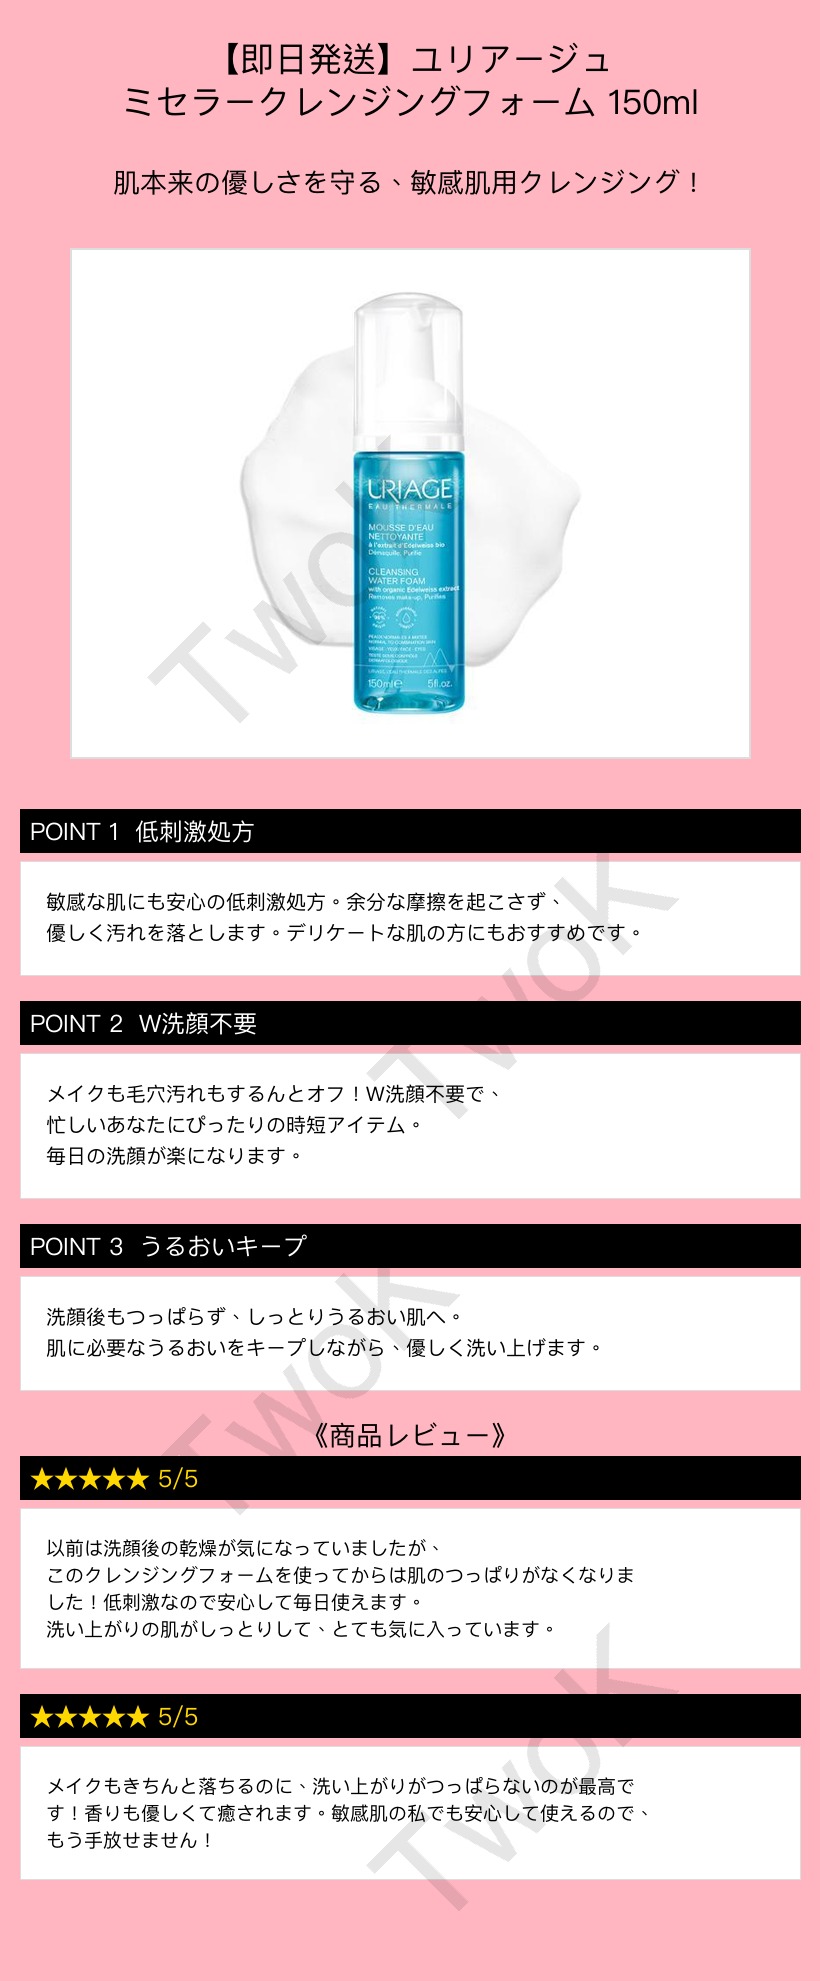 【即日発送】ユリアージュ
ミセラークレンジングフォーム 150ml
肌本来の優しさを守る、敏感肌用クレンジング！
URIAGE
EAU THERMALE
MOUSSE D'EAU
NETTOYANTE
à l'extrait d'Edelweiss bio
Démaquille, Purifie
CLEANSING
WATER FOAM
with organic Edelweiss extract
Removes make-up, Purifies
PEAUX NORMALES À MIXTES
NORMAL TO COMBINATION SKIN
VISAGE - YEUX/FACE - EYES
150ml e 5fl.oz.
Twok
POINT 1 低刺激処方
敏感な肌にも安心の低刺激処方。余分な摩擦を起こさず、
優しく汚れを落とします。デリケートな肌の方にもおすすめです。
Twok
POINT 2 W洗顔不要
メイクも毛穴汚れもするんとオフ！W洗顔不要で、
忙しいあなたにぴったりの時短アイテム。
毎日の洗顔が楽になります。
POINT 3 うるおいキープ
洗顔後もつっぱらず、しっとりうるおい肌へ。
肌に必要なうるおいをキープしながら、優しく洗い上げます。
Twok
《商品レビュー》
★★★★★ 5/5
以前は洗顔後の乾燥が気になっていましたが、
このクレンジングフォームを使ってからは肌のつっぱりがなくなりま
した！低刺激なので安心して毎日使えます。
洗い上がりの肌がしっとりして、とても気に入っています。
★★★★★ 5/5
メイクもきちんと落ちるのに、洗い上がりがつっぱらないのが最高で
す！香りも優しくて癒されます。敏感肌の私でも安心して使えるので、
もう手放せません！
Twok